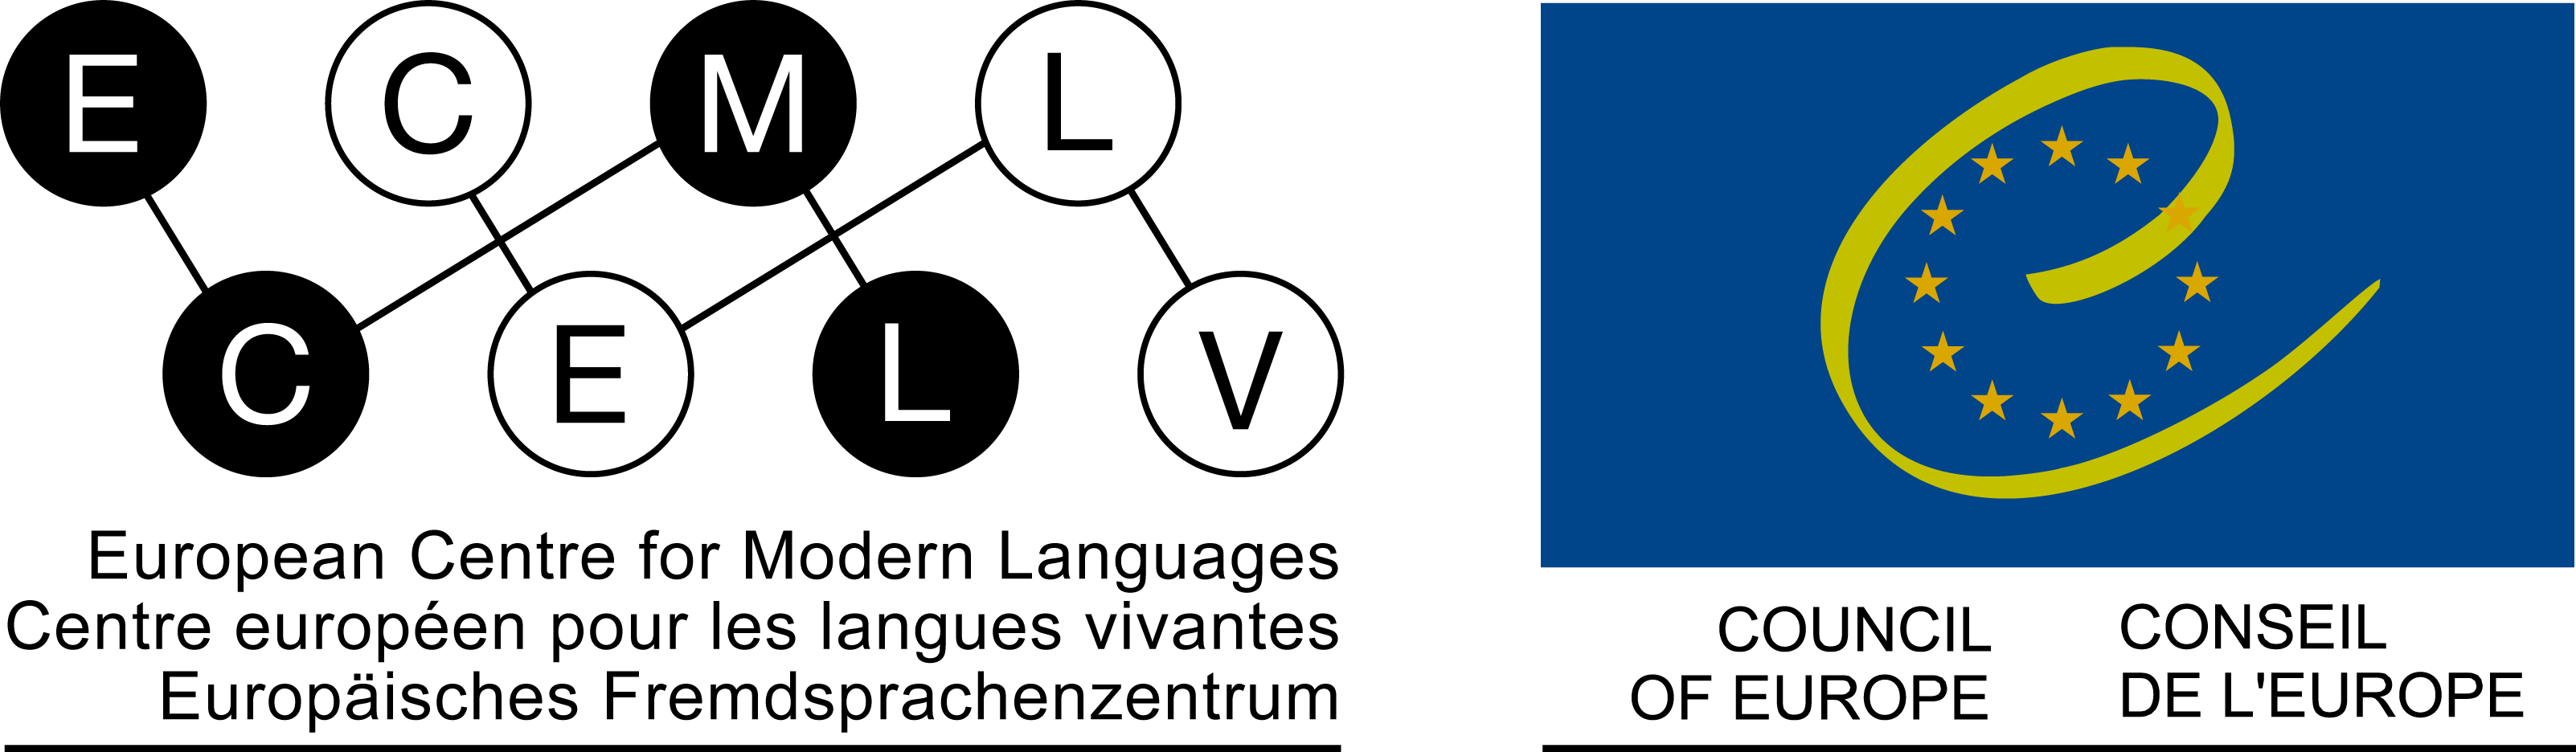 E C M L
C E L V
European Centre for Modern Languages
Centre européen pour les langues vivantes
Europäisches Fremdsprachenzentrum
COUNCIL
OF EUROPE
CONSEIL
DE L'EUROPE